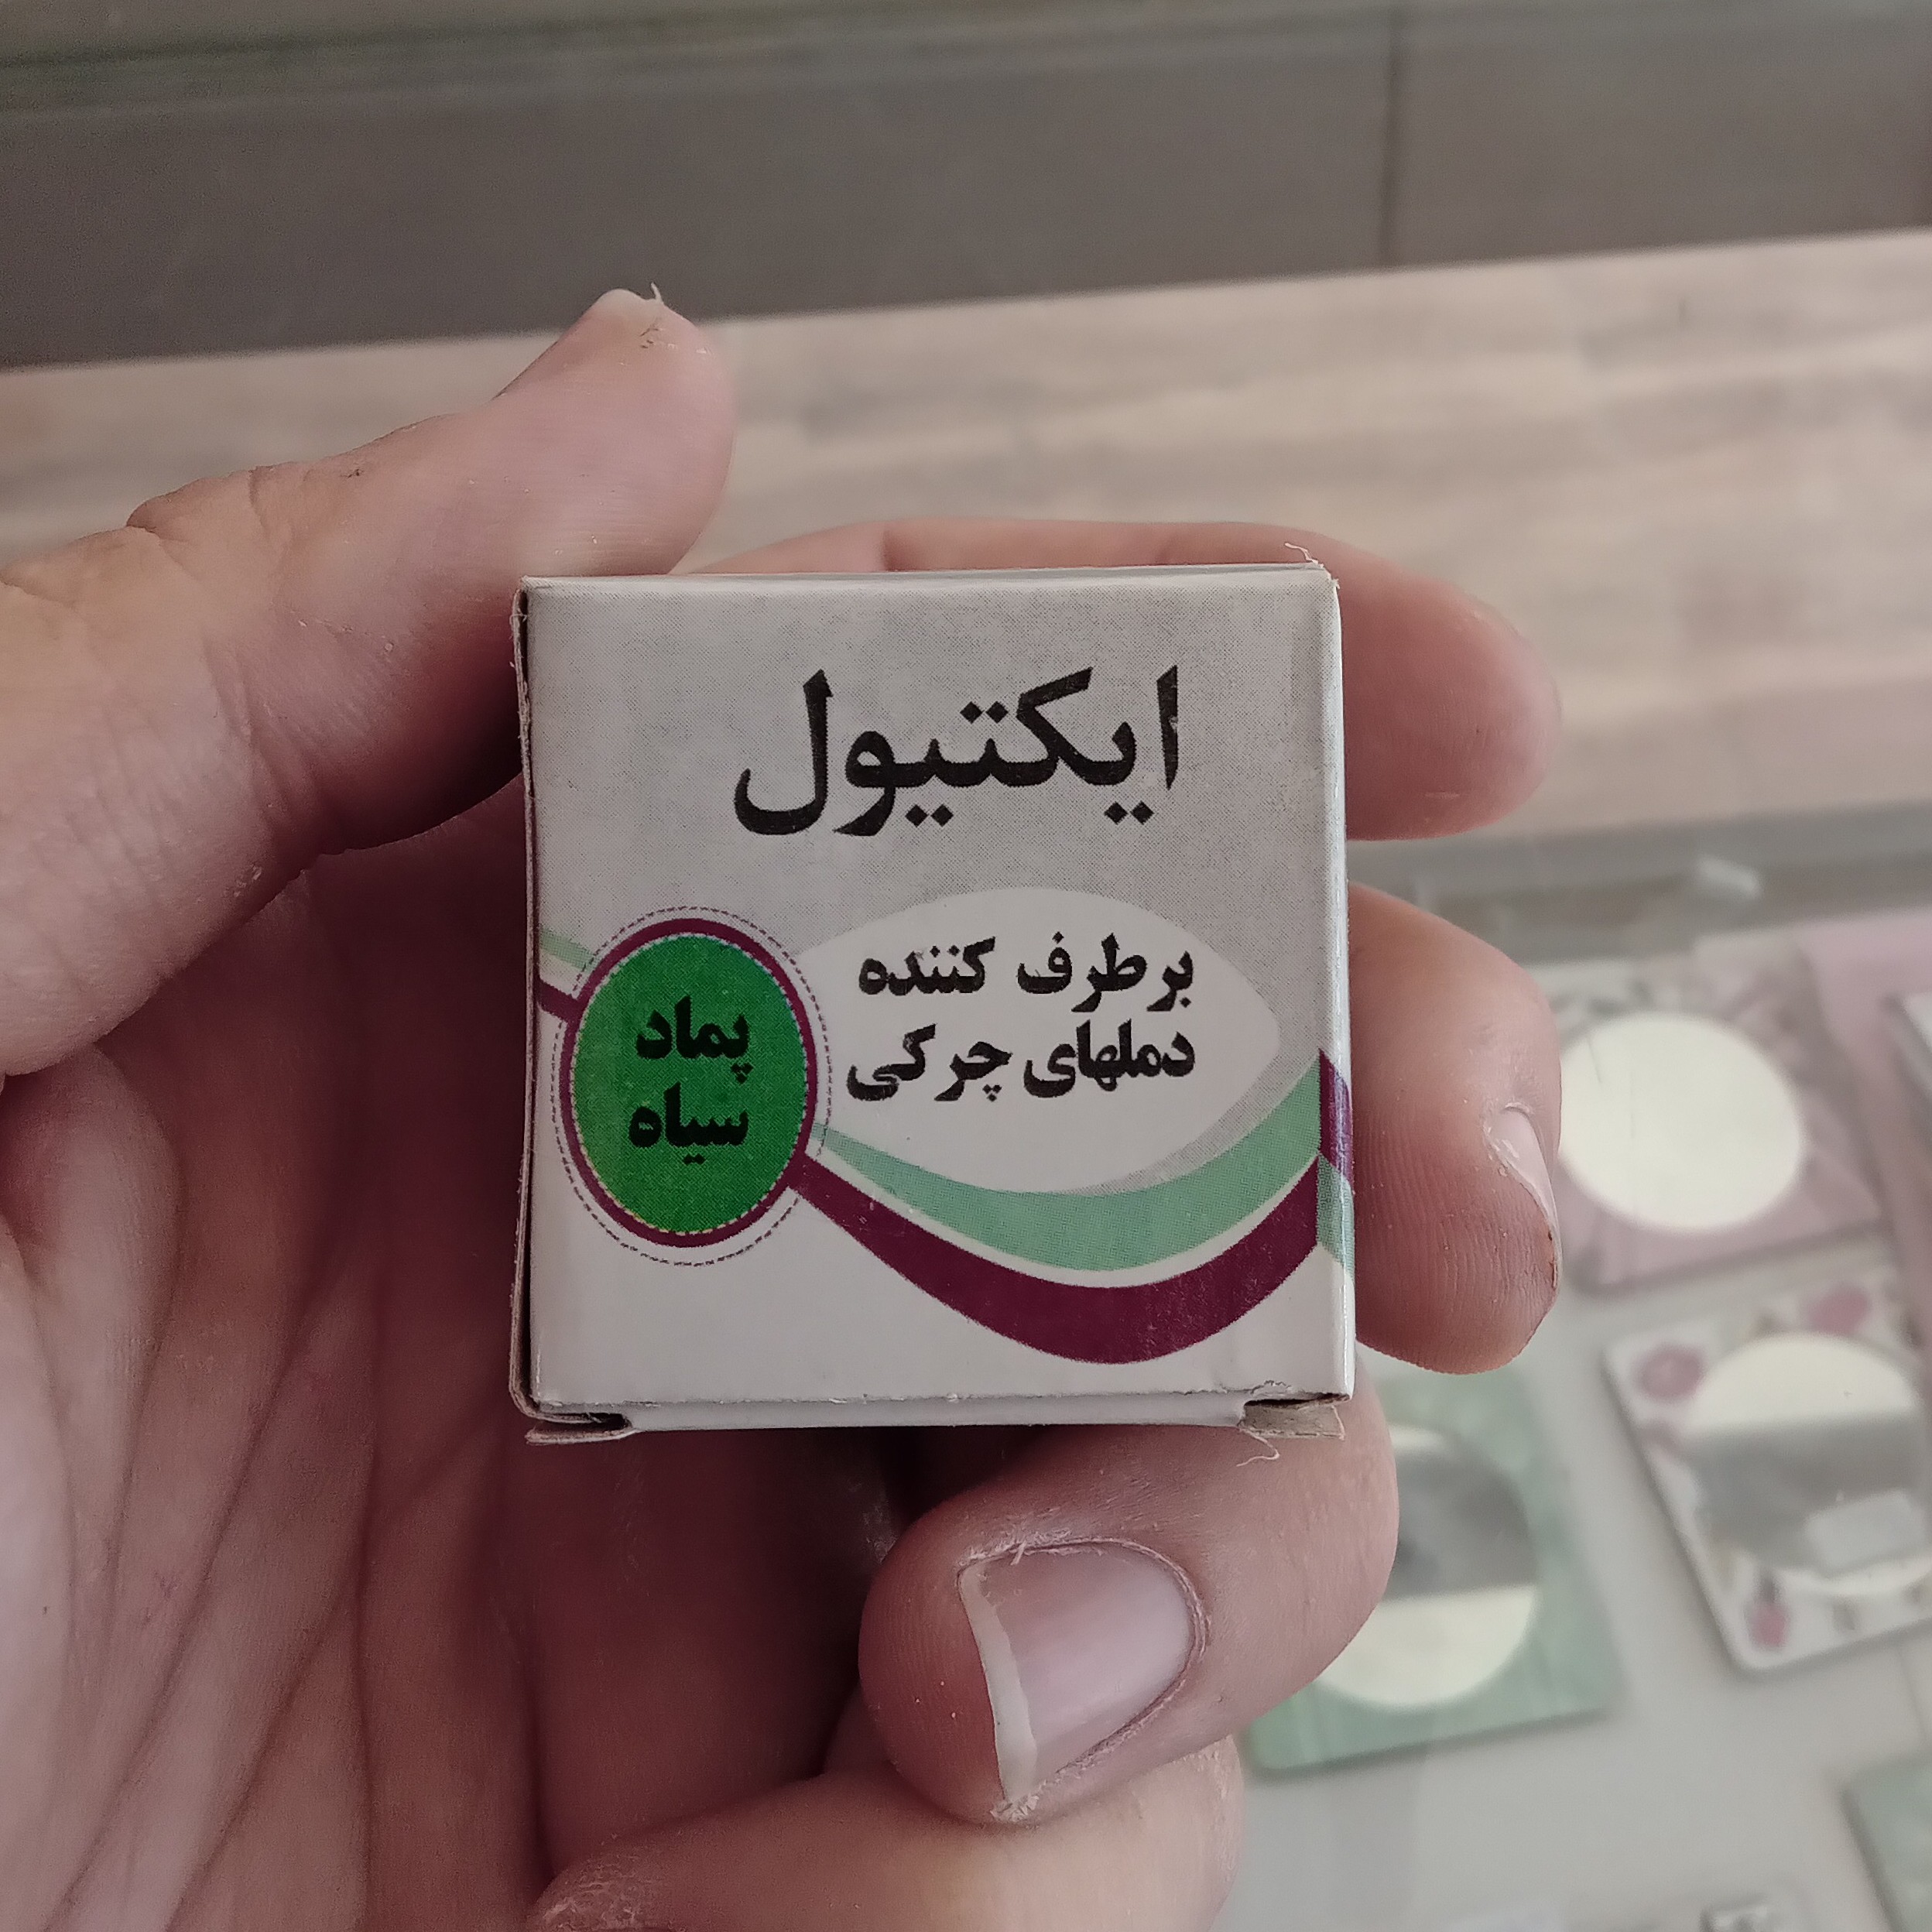 ایکتیول
برطرف کننده
دملهای چرکی
پماد
سیاه